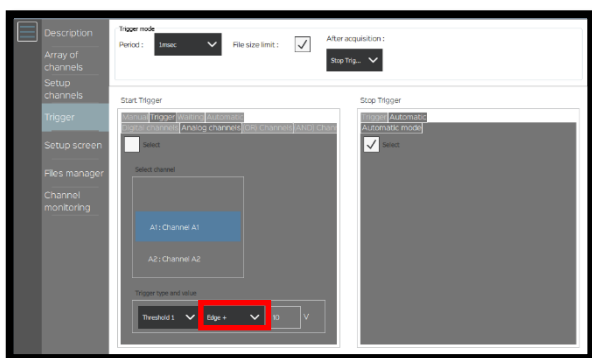 Description
Array of
channels
Setup
channels
Trigger
Setup screen
Files manager
Channel
monitoring
Trigger mode
Period :
1msec
File size limit :
After acquisition :
Stop Trig...
Start Trigger
Manual Trigger Waiting Automatic
Digital channels Analog channels CPB Channels ASCII Chan
Select
Select channel
A1: Channel A1
A2: Channel A2
Trigger type and value
Threshold 1
Edge +
10
V
Stop Trigger
Trigger Automatic
Automatic mode
Select